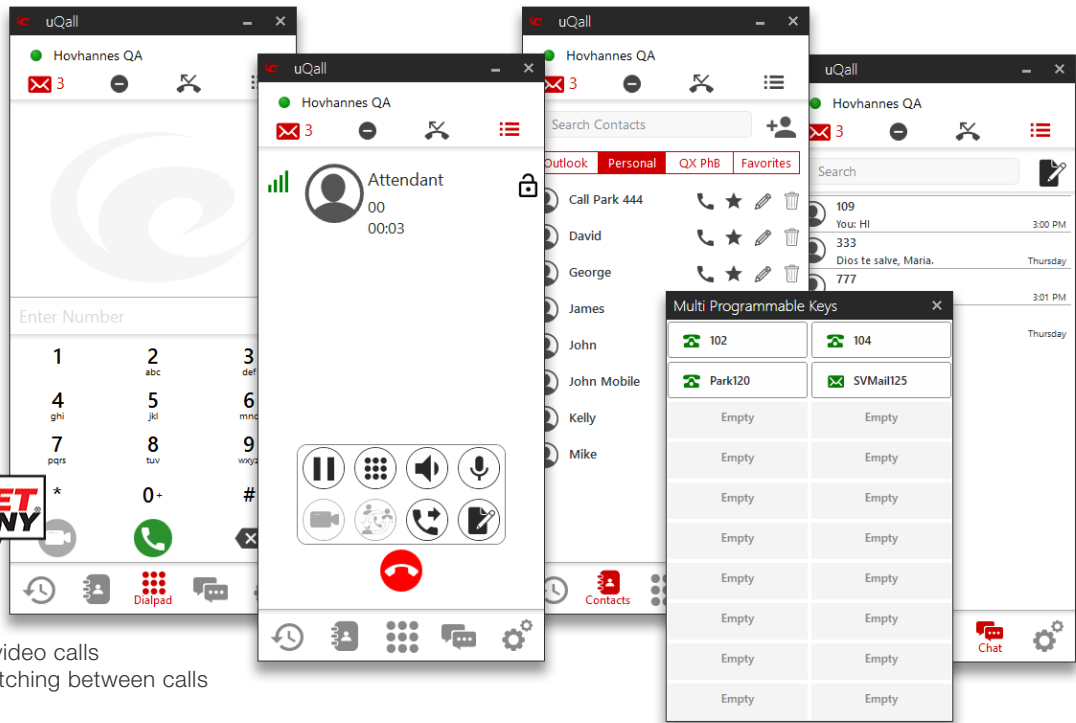 uQall
Hovhannes QA
3
Enter Number
1
2
abc
3
def
4
ghi
5
jkl
6
7
pqrs
8
tuv
9
*
0+
#
Dialpad
uQall
Hovhannes QA
3
Attendant
00
00:03
uQall
Hovhannes QA
3
Search Contacts
Outlook Personal QX PhB Favorites
Call Park 444
David
George
James
John
John Mobile
Kelly
Mike
Contacts
uQall
Hovhannes QA
3
Search
109
You: HI 3:00 PM
333
Dios te salve, Maria. Thursday
777
3:01 PM
Thursday
Chat
Multi Programmable Keys
102 104
Park120 SVMail125
Empty Empty
Empty Empty
Empty Empty
Empty Empty
Empty Empty
Empty Empty
Empty Empty
Empty Empty
ET
NY
video calls
tching between calls